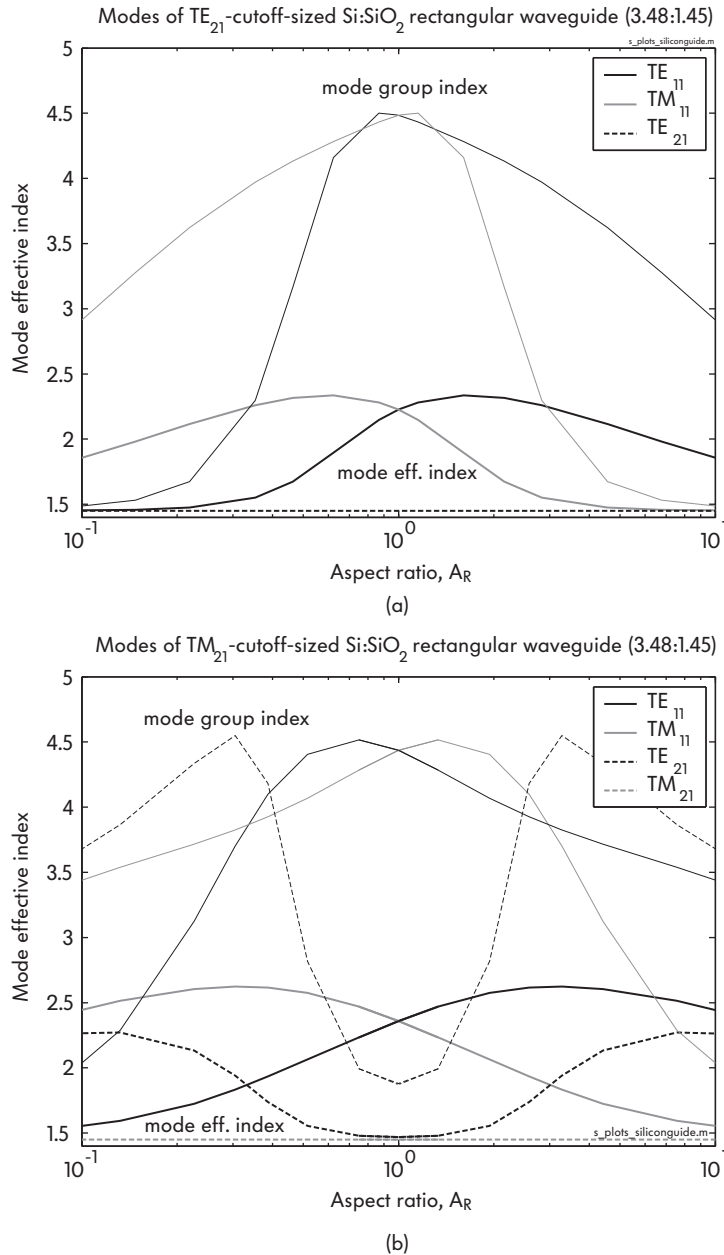 Modes of TE21-cutoff-sized Si:SiO2 rectangular waveguide (3.48:1.45)
s_plots_siliconguide.m
5
4.5
4
3.5
3
2.5
2
1.5
Mode effective index
mode group index
mode eff. index
TE 11
TM 11
TE 21
10^-1
10^0
10^1
Aspect ratio, AR
(a)
Modes of TM21-cutoff-sized Si:SiO2 rectangular waveguide (3.48:1.45)
5
4.5
4
3.5
3
2.5
2
1.5
Mode effective index
mode group index
mode eff. index
TE 11
TM 11
TE 21
TM 21
s_plots_siliconguide.m
10^-1
10^0
10^1
Aspect ratio, AR
(b)